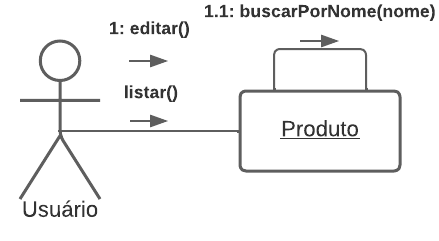 1.1: buscarPorNome(nome)
1: editar()
listar()
Produto
Usuário